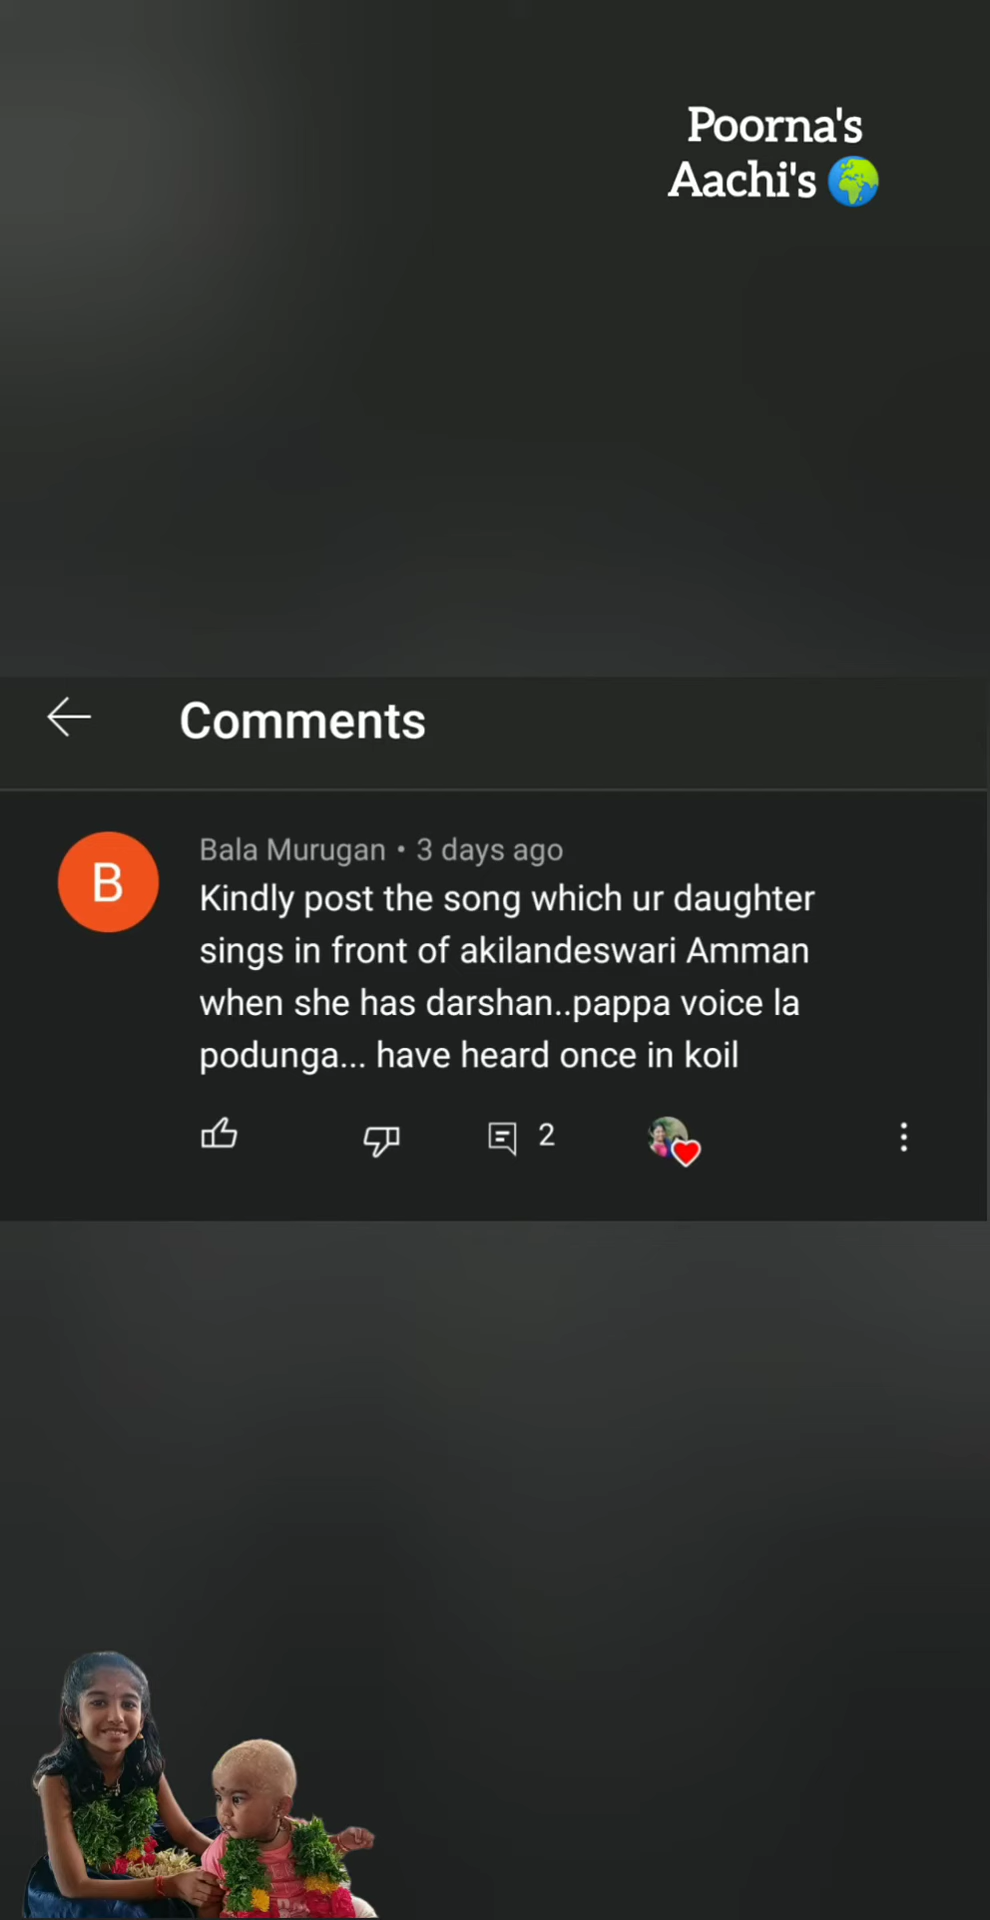 Poorna's
Aachi's 🌍
Comments
B
Bala Murugan • 3 days ago
Kindly post the song which ur daughter
sings in front of akilandeswari Amman
when she has darshan..pappa voice la
podunga... have heard once in koil
2